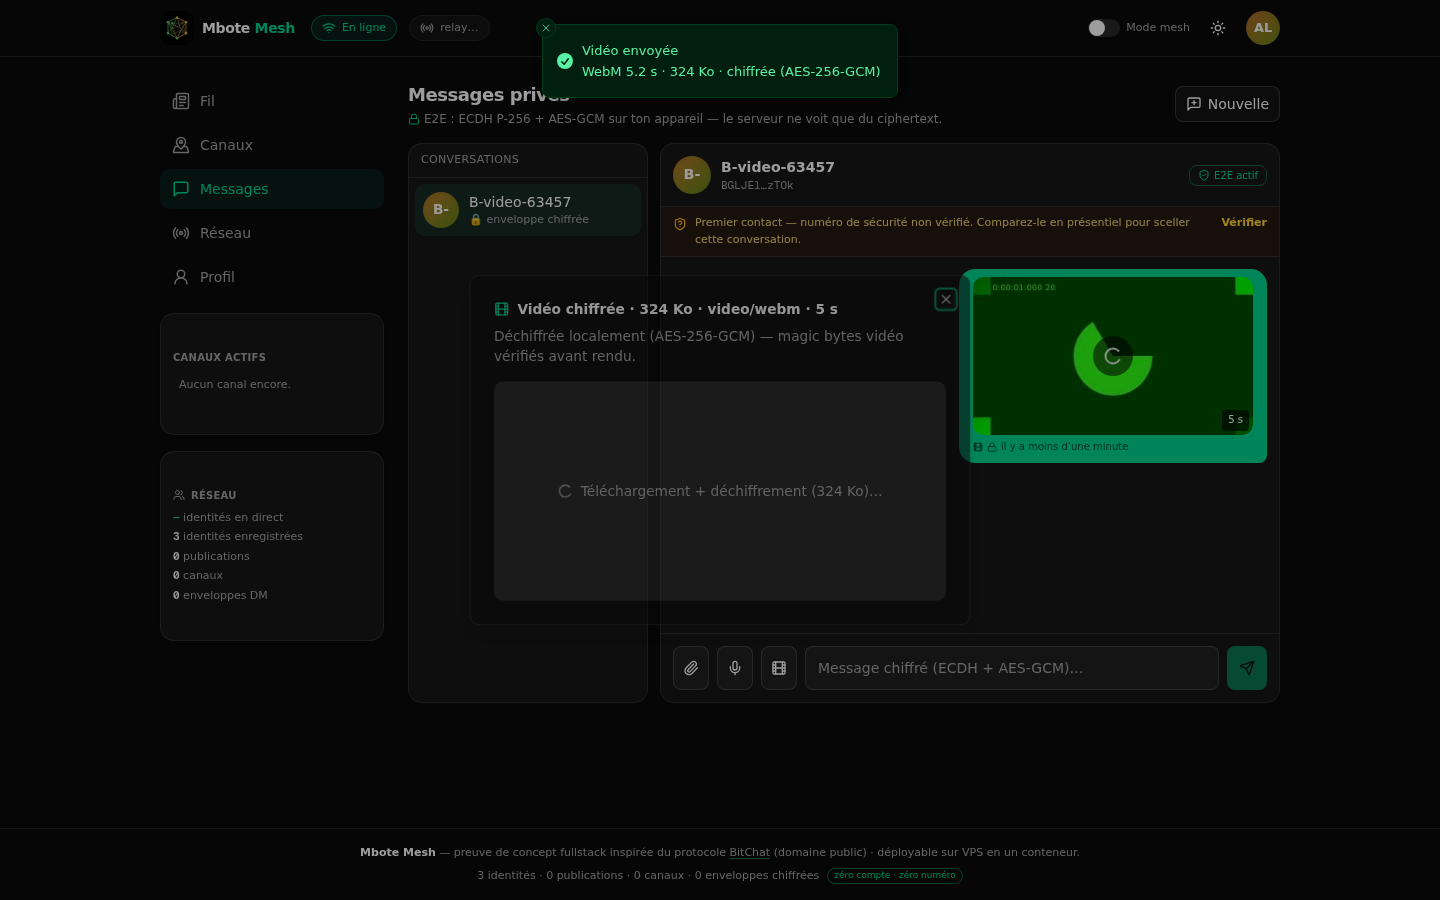 Mbote Mesh
En ligne
relay…
Vidéo envoyée
WebM 5.2 s · 324 Ko · chiffrée (AES-256-GCM)
Mode mesh
AL
Fil
Canaux
Messages
Réseau
Profil
CANAUX ACTIFS
Aucun canal encore.
RÉSEAU
– identités en direct
3 identités enregistrées
0 publications
0 canaux
0 enveloppes DM
Messages privés
E2E : ECDH P-256 + AES-GCM sur ton appareil — le serveur ne voit que du ciphertext.
Nouvelle
CONVERSATIONS
B-
B-video-63457
enveloppe chiffrée
B-
B-video-63457
BGLJEl…zTOk
E2E actif
Premier contact — numéro de sécurité non vérifié. Comparez-le en présentiel pour sceller
cette conversation.
Vérifier
Vidéo chiffrée · 324 Ko · video/webm · 5 s
Déchiffrée localement (AES-256-GCM) — magic bytes vidéo
vérifiés avant rendu.
Téléchargement + déchiffrement (324 Ko)…
0:00:01.000 20
5 s
il y a moins d’une minute
Message chiffré (ECDH + AES-GCM)…
Mbote Mesh — preuve de concept fullstack inspirée du protocole BitChat (domaine public) · déployable sur VPS en un conteneur.
3 identités · 0 publications · 0 canaux · 0 enveloppes chiffrées
zéro compte · zéro numéro